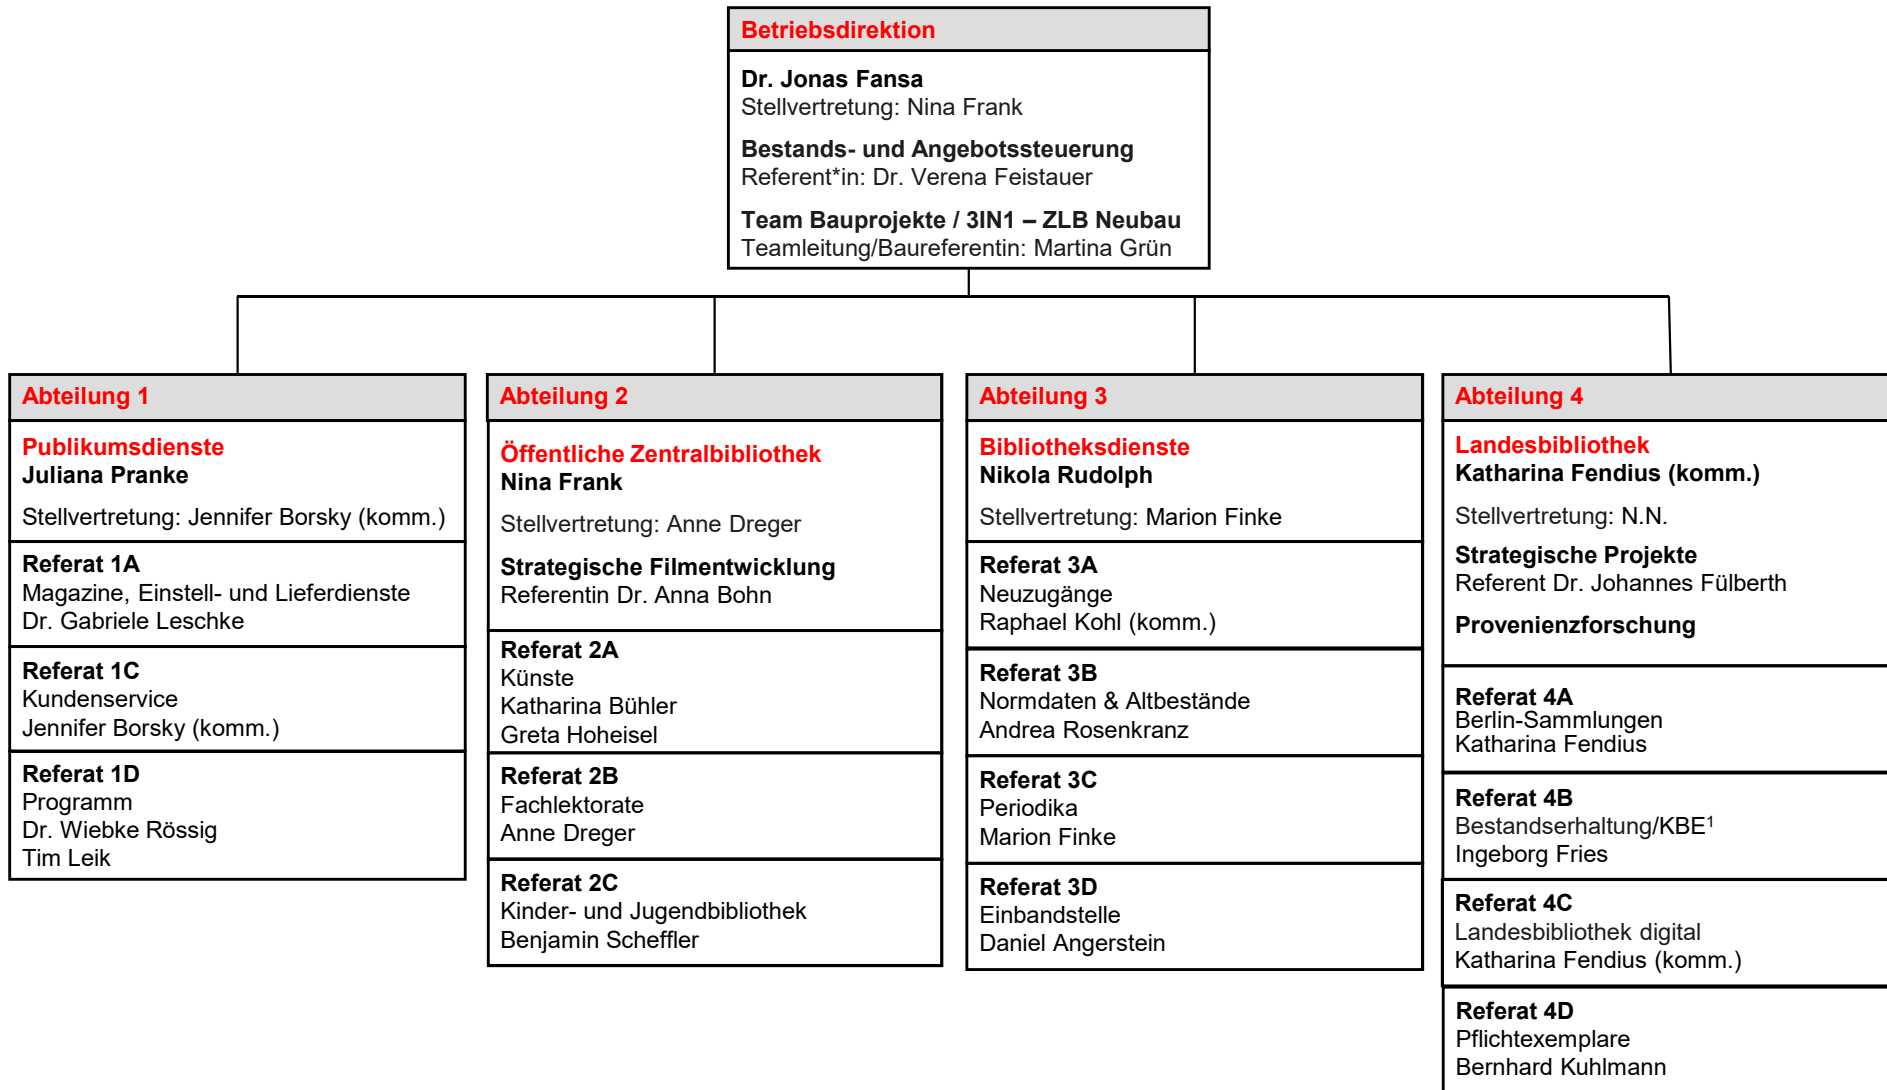 Betriebsdirektion
Dr. Jonas Fansa
Stellvertretung: Nina Frank
Bestands- und Angebotssteuerung
Referent*in: Dr. Verena Feistauer
Team Bauprojekte / 3IN1 – ZLB Neubau
Teamleitung/Baureferentin: Martina Grün
Abteilung 1
Publikumsdienste
Juliana Pranke
Stellvertretung: Jennifer Borsky (komm.)
Referat 1A
Magazine, Einstell- und Lieferdienste
Dr. Gabriele Leschke
Referat 1C
Kundenservice
Jennifer Borsky (komm.)
Referat 1D
Programm
Dr. Wiebke Rössig
Tim Leik
Abteilung 2
Öffentliche Zentralbibliothek
Nina Frank
Stellvertretung: Anne Dreger
Strategische Filmentwicklung
Referentin Dr. Anna Bohn
Referat 2A
Künste
Katharina Bühler
Greta Hoheisel
Referat 2B
Fachlektorate
Anne Dreger
Referat 2C
Kinder- und Jugendbibliothek
Benjamin Scheffler
Abteilung 3
Bibliotheksdienste
Nikola Rudolph
Stellvertretung: Marion Finke
Referat 3A
Neuzugänge
Raphael Kohl (komm.)
Referat 3B
Normdaten & Altbestände
Andrea Rosenkranz
Referat 3C
Periodika
Marion Finke
Referat 3D
Einbandstelle
Daniel Angerstein
Abteilung 4
Landesbibliothek
Katharina Fendius (komm.)
Stellvertretung: N.N.
Strategische Projekte
Referent Dr. Johannes Fülberth
Provenienzforschung
Referat 4A
Berlin-Sammlungen
Katharina Fendius
Referat 4B
Bestandserhaltung/KBE¹
Ingeborg Fries
Referat 4C
Landesbibliothek digital
Katharina Fendius (komm.)
Referat 4D
Pflichtexemplare
Bernhard Kuhlmann